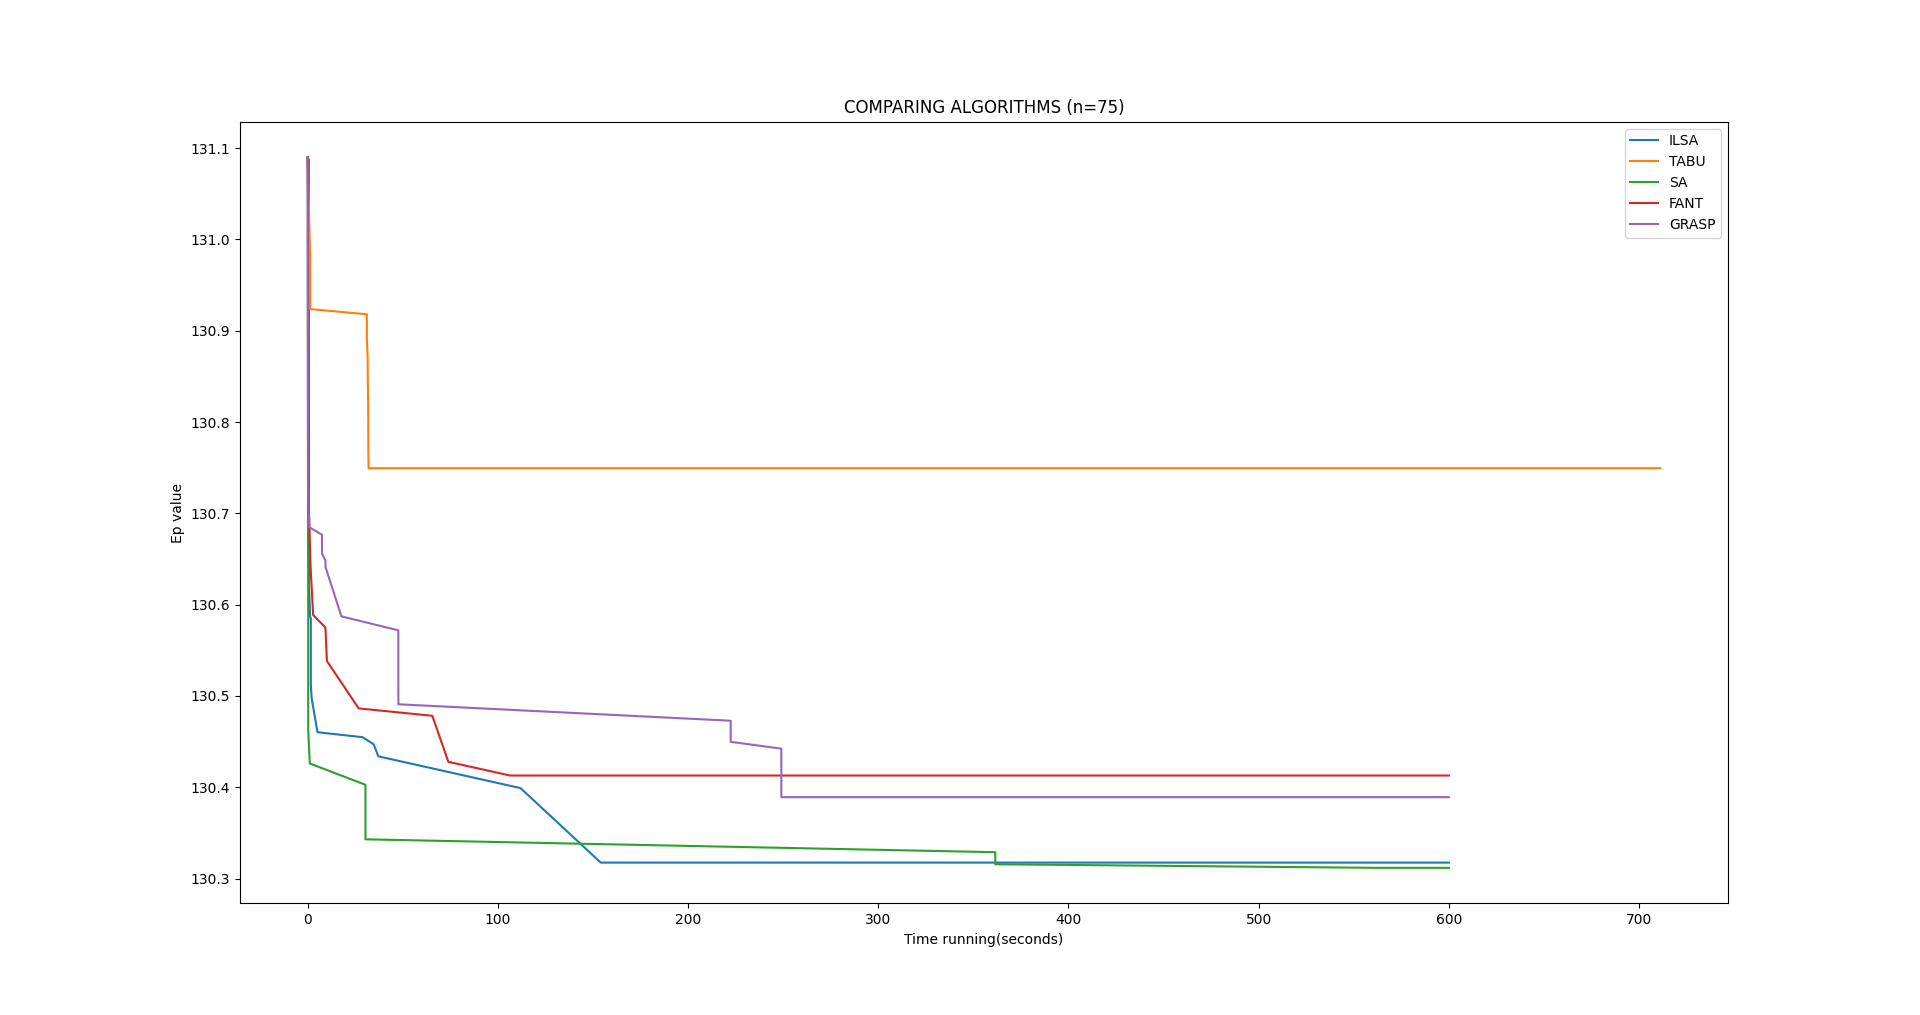 COMPARING ALGORITHMS (n=75)
ILSA
TABU
SA
FANT
GRASP
131.1
131.0
130.9
130.8
130.7
130.6
130.5
130.4
130.3
Ep value
0 100 200 300 400 500 600 700
Time running(seconds)